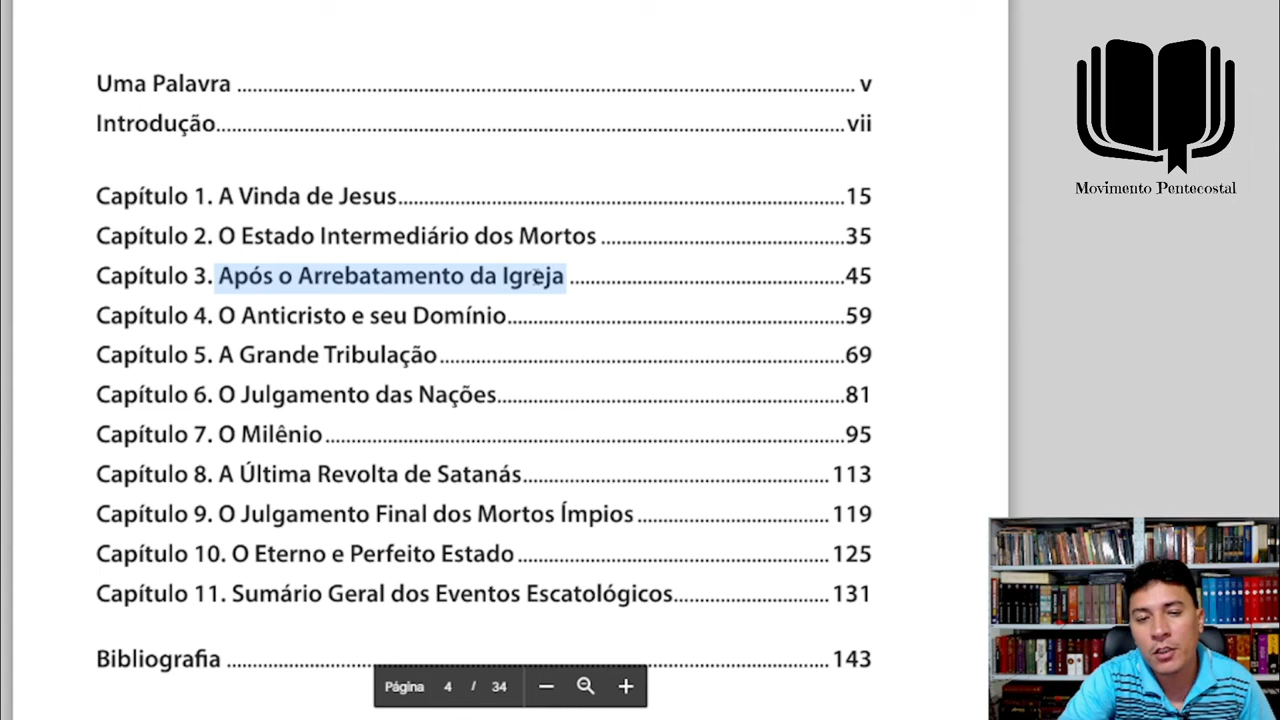 Uma Palavra ........ v
Introdução ........ vii
Capítulo 1. A Vinda de Jesus ........ 15
Capítulo 2. O Estado Intermediário dos Mortos ........ 35
Capítulo 3. Após o Arrebatamento da Igreja ........ 45
Capítulo 4. O Anticristo e seu Domínio ........ 59
Capítulo 5. A Grande Tribulação ........ 69
Capítulo 6. O Julgamento das Nações ........ 81
Capítulo 7. O Milênio ........ 95
Capítulo 8. A Última Revolta de Satanás ........ 113
Capítulo 9. O Julgamento Final dos Mortos Ímpios ........ 119
Capítulo 10. O Eterno e Perfeito Estado ........ 125
Capítulo 11. Sumário Geral dos Eventos Escatológicos ........ 131
Bibliografia ........ 143
Página 4 / 34
Movimento Pentecostal